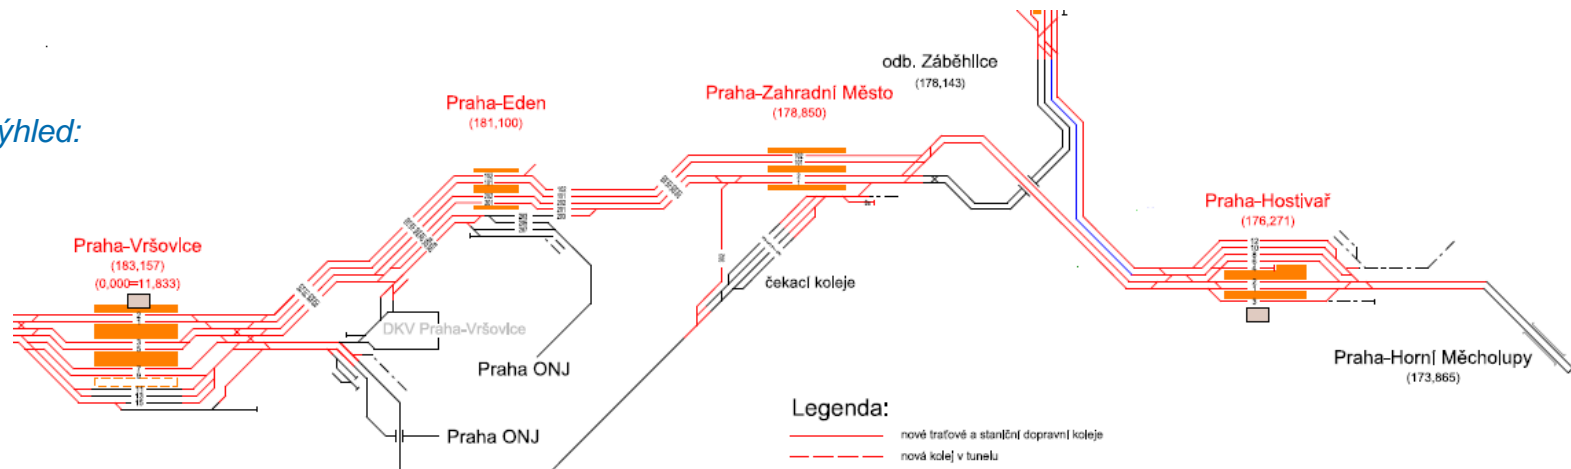 ýhled:
Praha-Vršovice
(183,157)
(0,000=11,833)
Praha-Eden
(181,100)
Praha-Zahradní Město
(178,850)
odb. Záběhlice
(178,143)
Praha-Hostivař
(176,271)
čekací koleje
DKV Praha-Vršovice
Praha ONJ
Praha ONJ
Praha-Horní Měcholupy
(173,865)
Legenda:
nové traťové a staniční dopravní koleje
nová kolej v tunelu